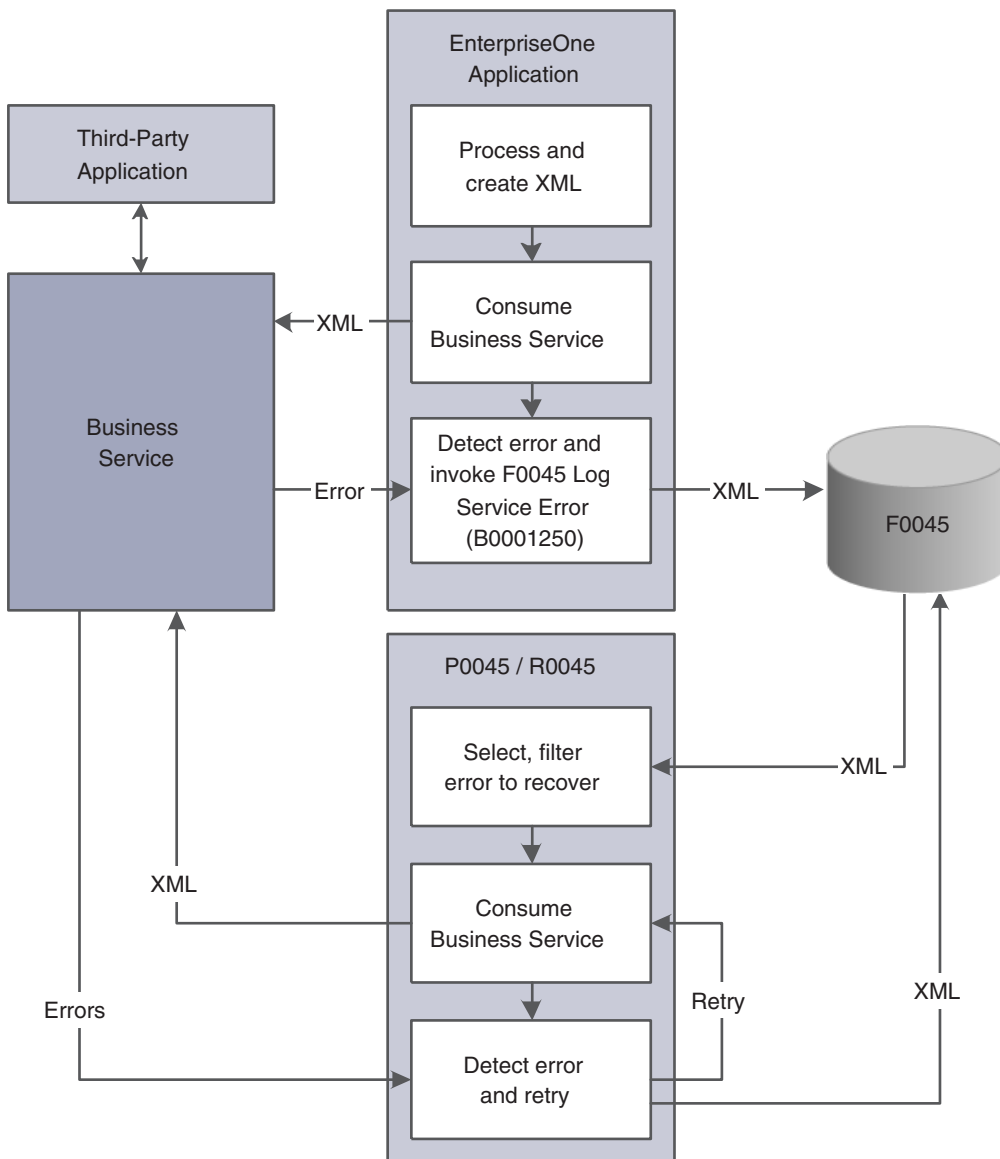 EnterpriseOne
Application
Third-Party
Application
Process and
create XML
Consume
Business Service
XML
Business
Service
Detect error and
invoke F0045 Log
Service Error
(B0001250)
Error
XML
F0045
P0045 / R0045
Select, filter
error to recover
XML
XML
Consume
Business Service
Errors
Retry
XML
Detect error
and retry